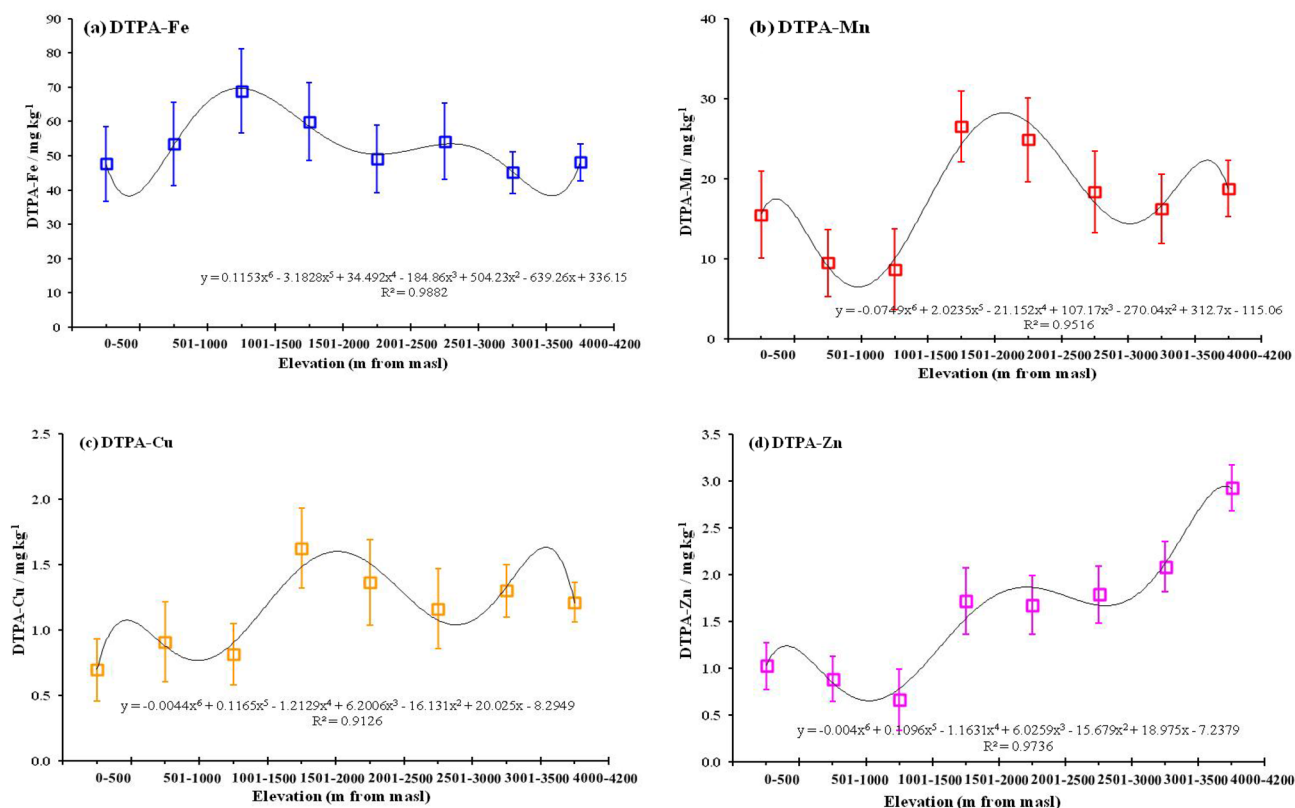 (a) DTPA-Fe
DTPA-Fe / mg kg-1
90
80
70
60
50
40
30
20
10
0
y = 0.1153x6 - 3.1828x5 + 34.492x4 - 184.86x3 + 504.23x2 - 639.26x + 336.15
R² = 0.9882
0-500 501-1000 1001-1500 1501-2000 2001-2500 2501-3000 3001-3500 4000-4200
Elevation (m from masl)
(b) DTPA-Mn
DTPA-Mn / mg kg-1
40
30
20
10
0
y = -0.0749x6 + 2.0235x5 - 21.152x4 + 107.17x3 - 270.04x2 + 312.7x - 115.06
R² = 0.9516
0-500 501-1000 1001-1500 1501-2000 2001-2500 2501-3000 3001-3500 4000-4200
Elevation (m from masl)
(c) DTPA-Cu
DTPA-Cu / mg kg-1
2.5
2.0
1.5
1.0
0.5
0.0
y = -0.0044x6 + 0.1165x5 - 1.2129x4 + 6.2006x3 - 16.131x2 + 20.025x - 8.2949
R² = 0.9126
0-500 501-1000 1001-1500 1501-2000 2001-2500 2501-3000 3001-3500 4000-4200
Elevation (m from masl)
(d) DTPA-Zn
DTPA-Zn / mg kg-1
3.5
3.0
2.5
2.0
1.5
1.0
0.5
0.0
y = -0.004x6 + 0.1096x5 - 1.1631x4 + 6.0259x3 - 15.679x2 + 18.975x - 7.2379
R² = 0.9736
0-500 501-1000 1001-1500 1501-2000 2001-2500 2501-3000 3001-3500 4000-4200
Elevation (m from masl)